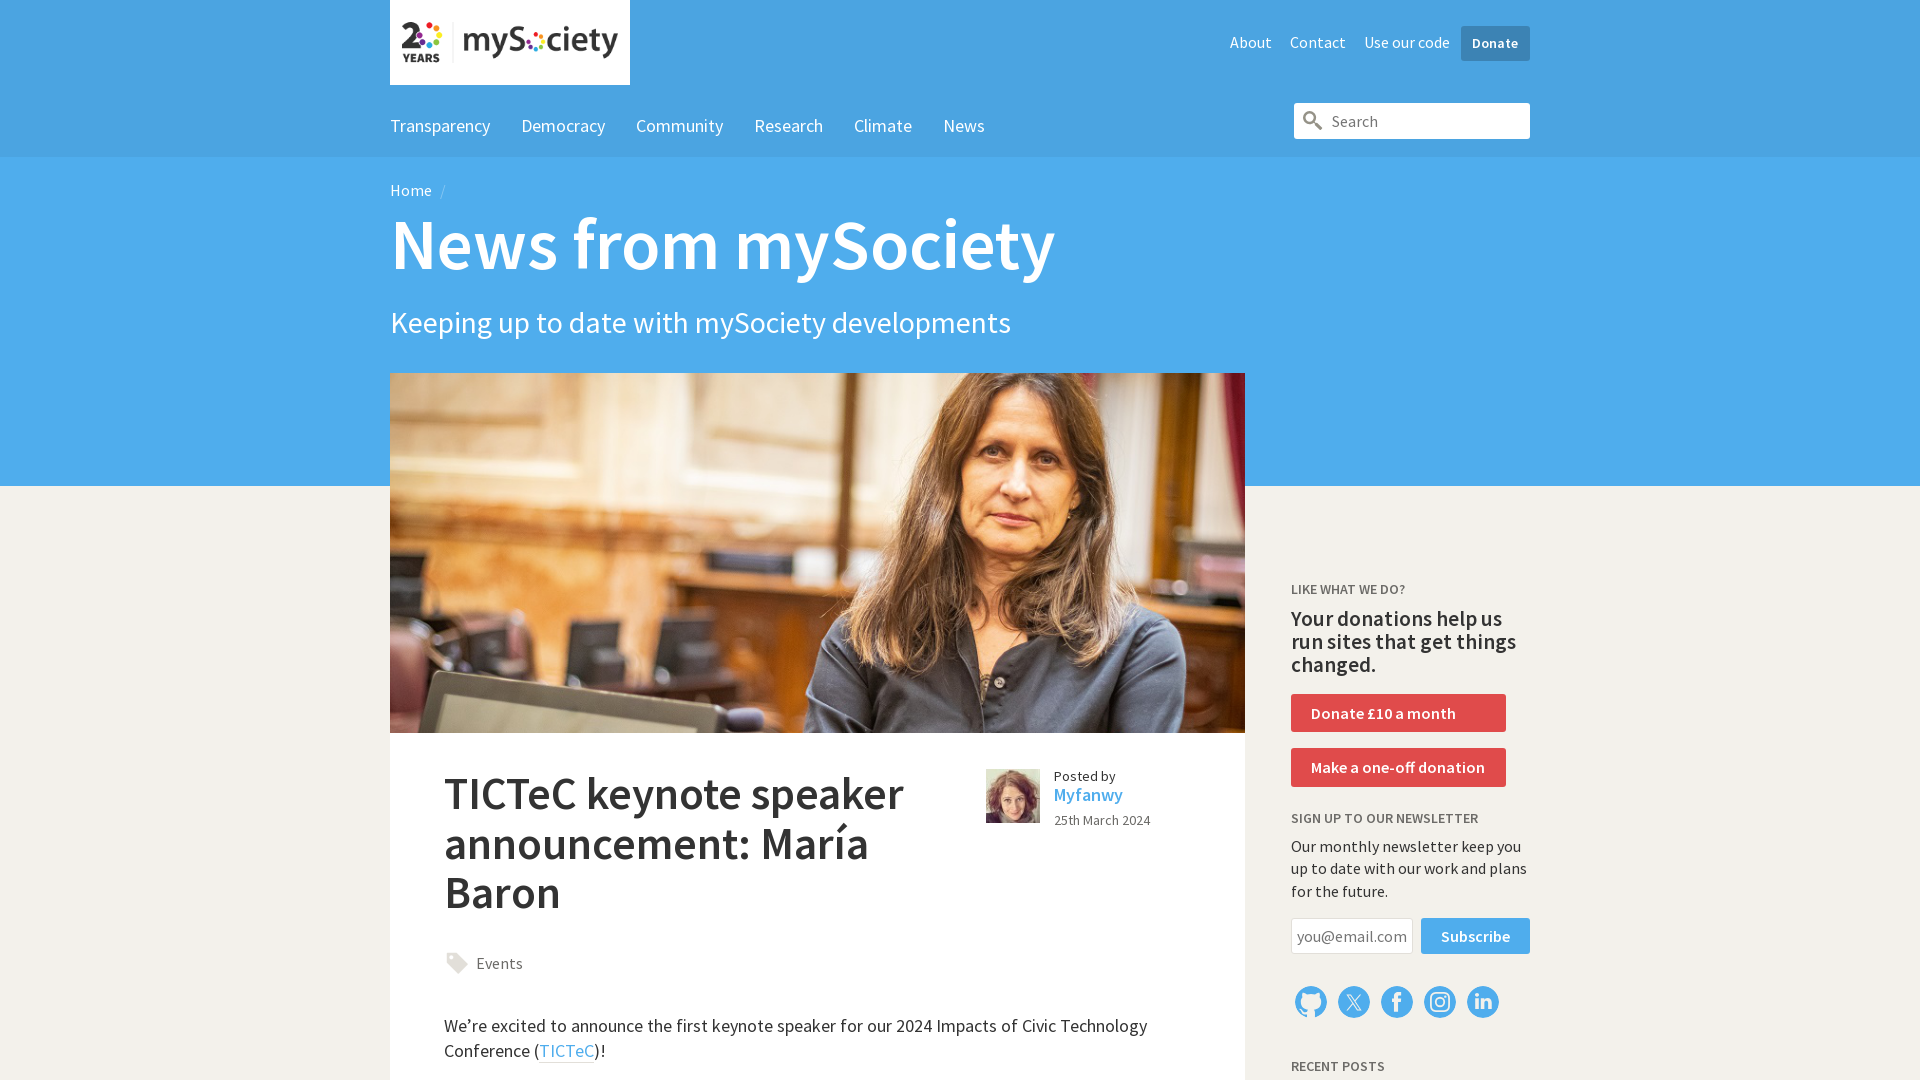 20 YEARS mySociety
About Contact Use our code Donate
Transparency Democracy Community Research Climate News Search
Home /
News from mySociety
Keeping up to date with mySociety developments
TICTeC keynote speaker
announcement: María
Baron
Posted by
Myfanwy
25th March 2024
Events
We’re excited to announce the first keynote speaker for our 2024 Impacts of Civic Technology
Conference (TICTeC)!
LIKE WHAT WE DO?
Your donations help us
run sites that get things
changed.
Donate £10 a month
Make a one-off donation
SIGN UP TO OUR NEWSLETTER
Our monthly newsletter keep you
up to date with our work and plans
for the future.
you@email.com Subscribe
RECENT POSTS